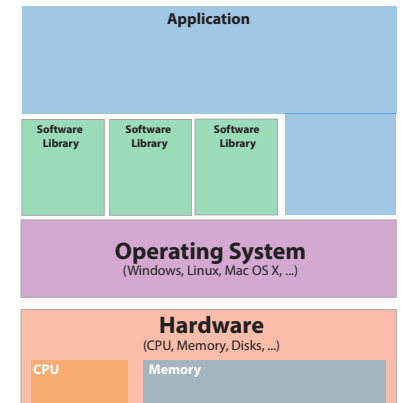 Application
Software
Library
Software
Library
Software
Library
Operating System
(Windows, Linux, Mac OS X, ...)
Hardware
(CPU, Memory, Disks, ...)
CPU
Memory